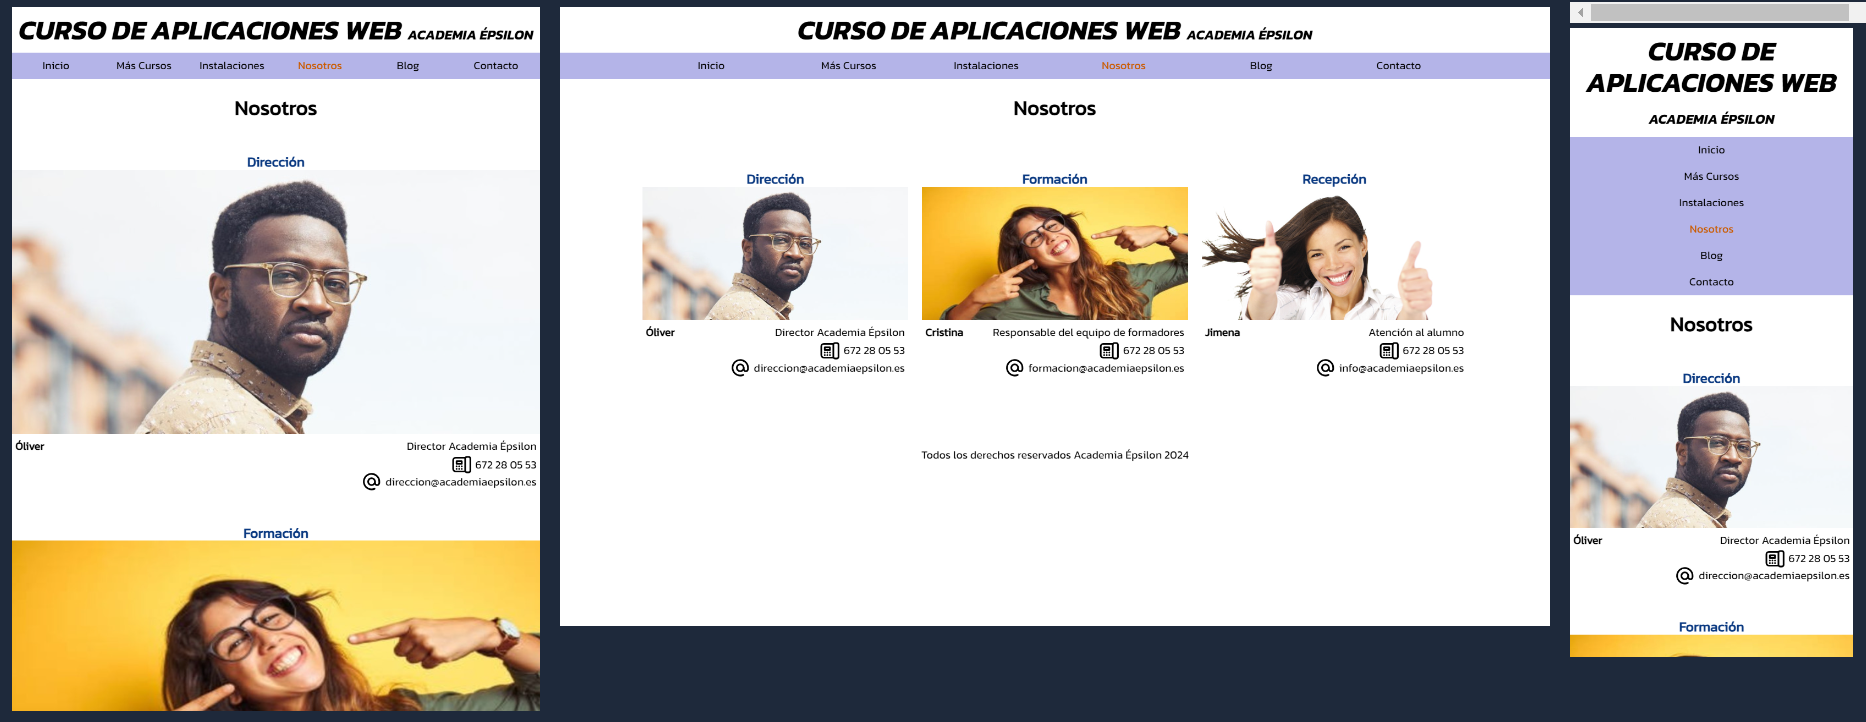 CURSO DE APLICACIONES WEB ACADEMIA ÉPSILON
Inicio Más Cursos Instalaciones Nosotros Blog Contacto
Nosotros
Dirección
Óliver Director Academia Épsilon
672 28 05 53
direccion@academiaepsilon.es
Formación
CURSO DE APLICACIONES WEB ACADEMIA ÉPSILON
Inicio Más Cursos Instalaciones Nosotros Blog Contacto
Nosotros
Dirección Formación Recepción
Óliver Director Academia Épsilon Cristina Responsable del equipo de formadores Jimena Atención al alumno
672 28 05 53 672 28 05 53 672 28 05 53
direccion@academiaepsilon.es formacion@academiaepsilon.es info@academiaepsilon.es
Todos los derechos reservados Academia Épsilon 2024
CURSO DE
APLICACIONES WEB
ACADEMIA ÉPSILON
Inicio
Más Cursos
Instalaciones
Nosotros
Blog
Contacto
Nosotros
Dirección
Óliver Director Academia Épsilon
672 28 05 53
direccion@academiaepsilon.es
Formación